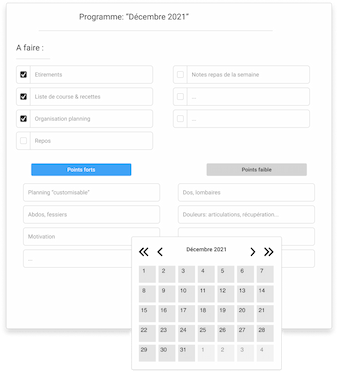 Programme: "Décembre 2021"
A faire :
Etirements
Notes repas de la semaine
Liste de course & recettes
...
Organisation planning
...
Repos
Points forts
Points faible
Planning "customisable"
Dos, lombaires
Abdos, fessiers
Douleurs: articulations, récupération...
Motivation
...
Décembre 2021
1 2 3 4 5 6 7
8 9 10 11 12 13 14
15 16 17 18 19 20 21
22 23 24 25 26 27 28
29 30 31 1 2 3 4